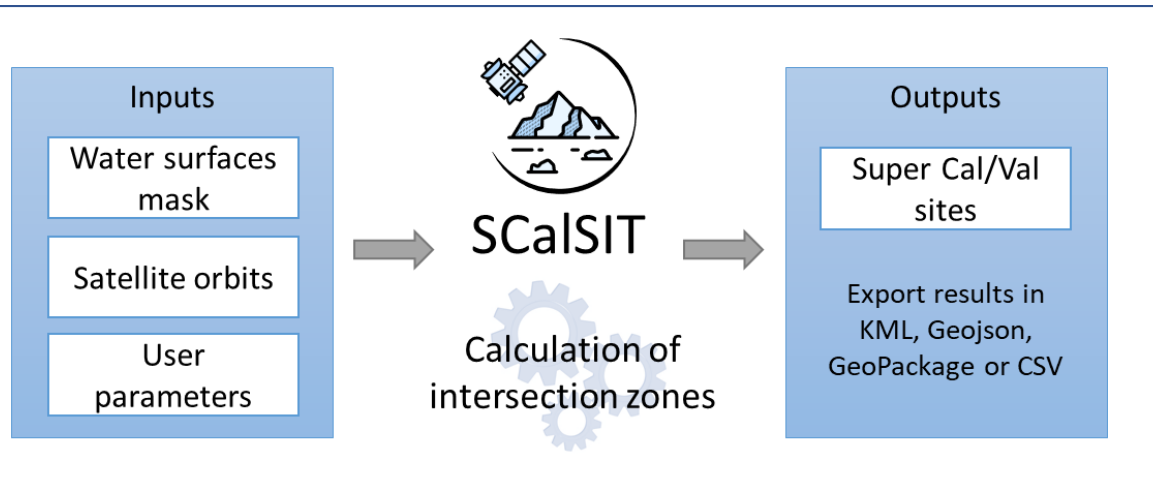 Inputs
Water surfaces
mask
Satellite orbits
User
parameters
SCalSIT
Calculation of
intersection zones
Outputs
Super Cal/Val
sites
Export results in
KML, Geojson,
GeoPackage or CSV